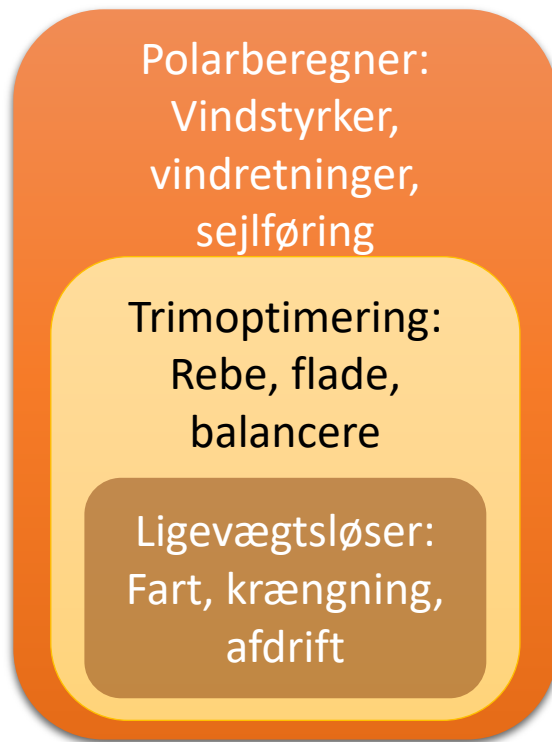 Polarberegner:
Vindstyrker,
vindretninger,
sejlføring
Trimoptimering:
Rebe, flade,
balancere
Ligevægtsløser:
Fart, krængning,
afdrift